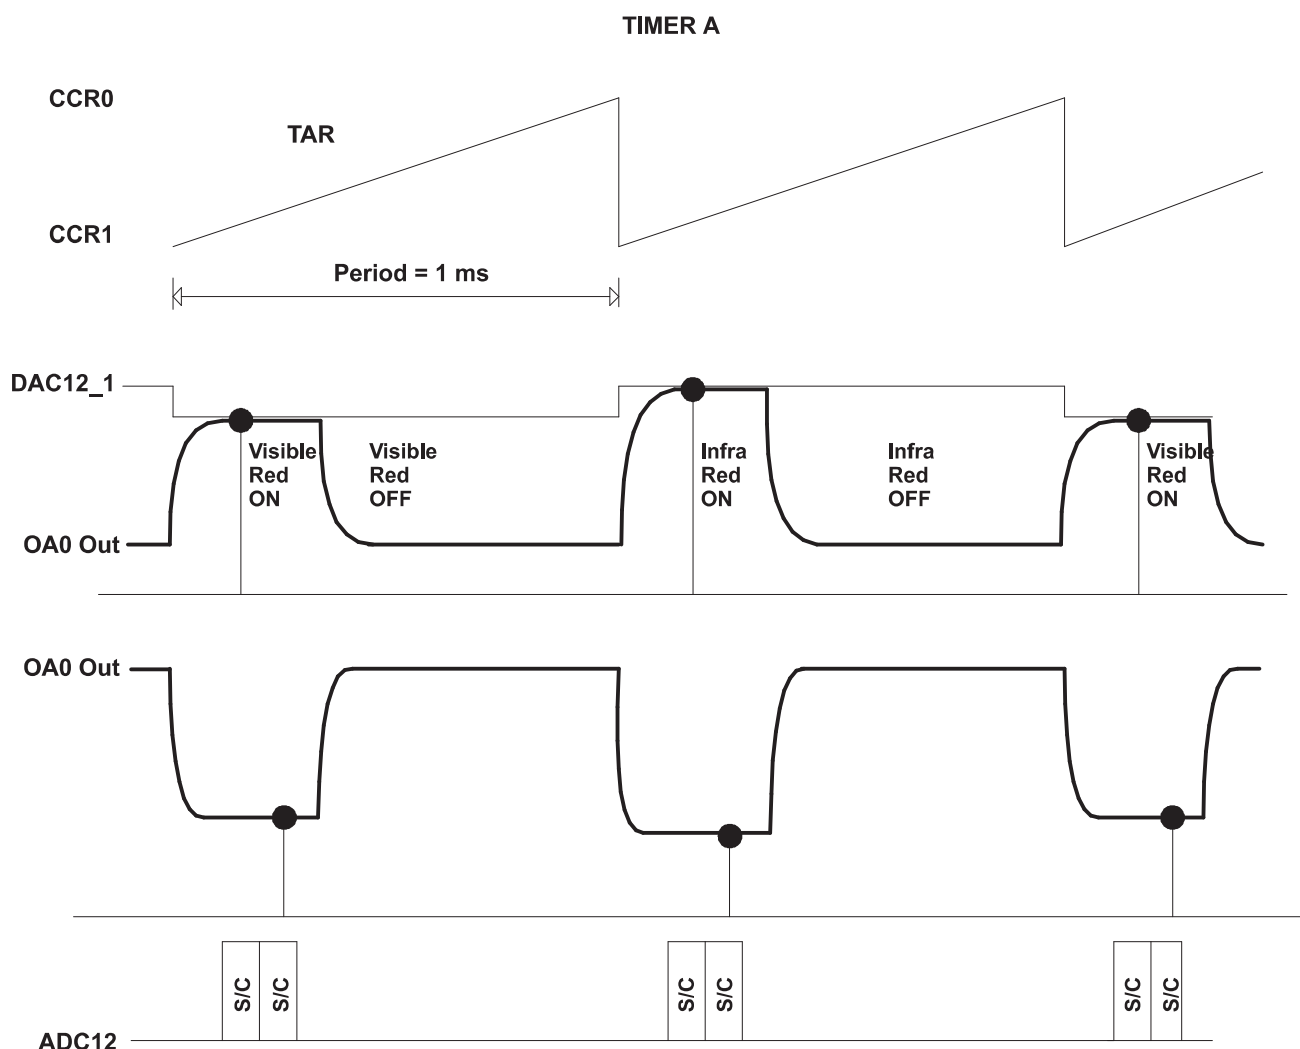 TIMER A
CCR0
TAR
CCR1
Period = 1 ms
DAC12_1
Visible
Red
ON
Visible
Red
OFF
Infra
Red
ON
Infra
Red
OFF
Visible
Red
ON
OA0 Out
OA0 Out
S/C
S/C
S/C
S/C
S/C
S/C
ADC12